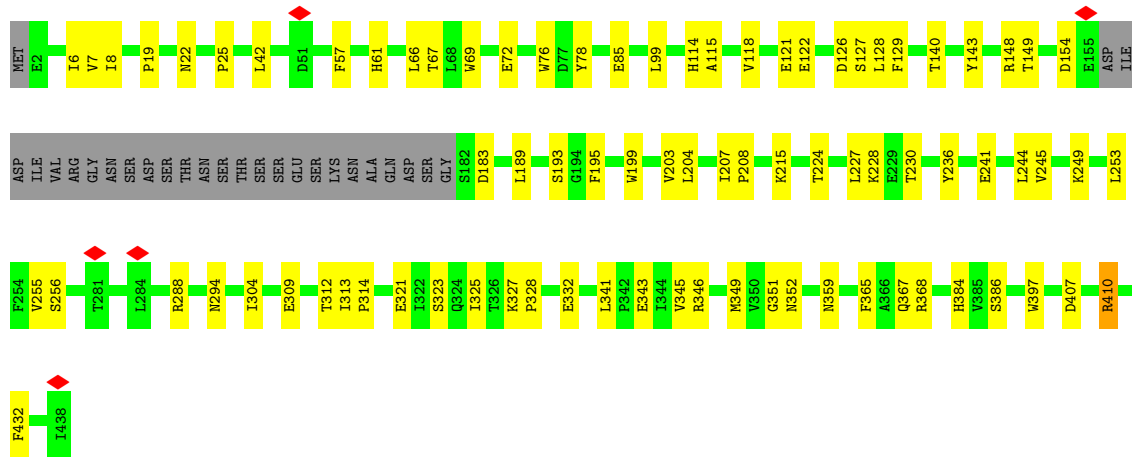 MET E2 I6 V7 I8 P19 N22 P25 L42 D51 F57 H61 L66 T67 L68 W69 E72 W76 D77 Y78 E85 L99 H114 A115 V118 E121 E122 D126 S127 L128 F129 T140 Y143 R148 T149 D154 E155 ASP ILE
ASP ILE VAL ARG GLY ASN SER ASP SER THR ASN SER THR SER SER GLU SER LYS ASN ALA GLN ASP SER GLY S182 D183 L189 S193 G194 F195 W199 V203 L204 I207 P208 K215 T224 L227 K228 E229 T230 Y236 E241 L244 V245 K249 L253
F254 V255 S256 T281 L284 R288 N294 I304 E309 T312 I313 P314 E321 I322 S323 Q324 I325 T326 K327 P328 E332 L341 P342 E343 I344 V345 R346 M349 V350 G351 N352 N359 F365 A366 Q367 R368 H384 V385 S386 W397 D407 R410
F432 I438